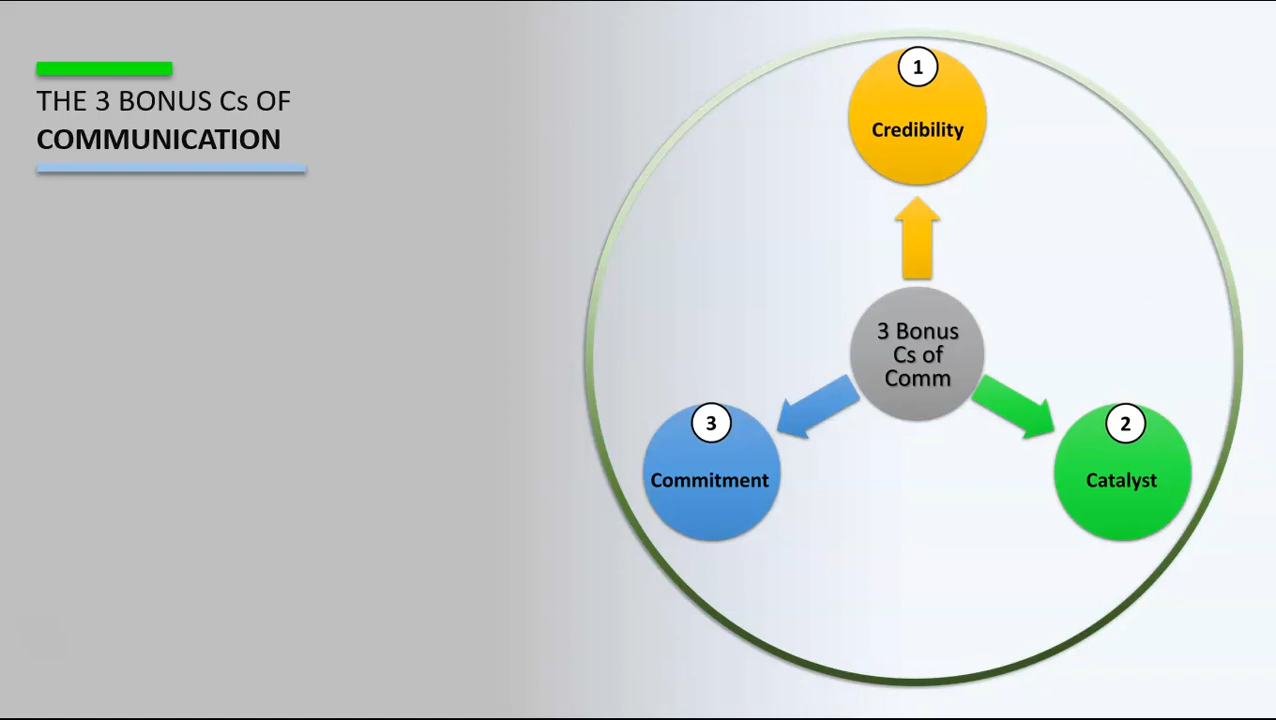 THE 3 BONUS Cs OF
COMMUNICATION
1
Credibility
3 Bonus
Cs of
Comm
2
Catalyst
3
Commitment